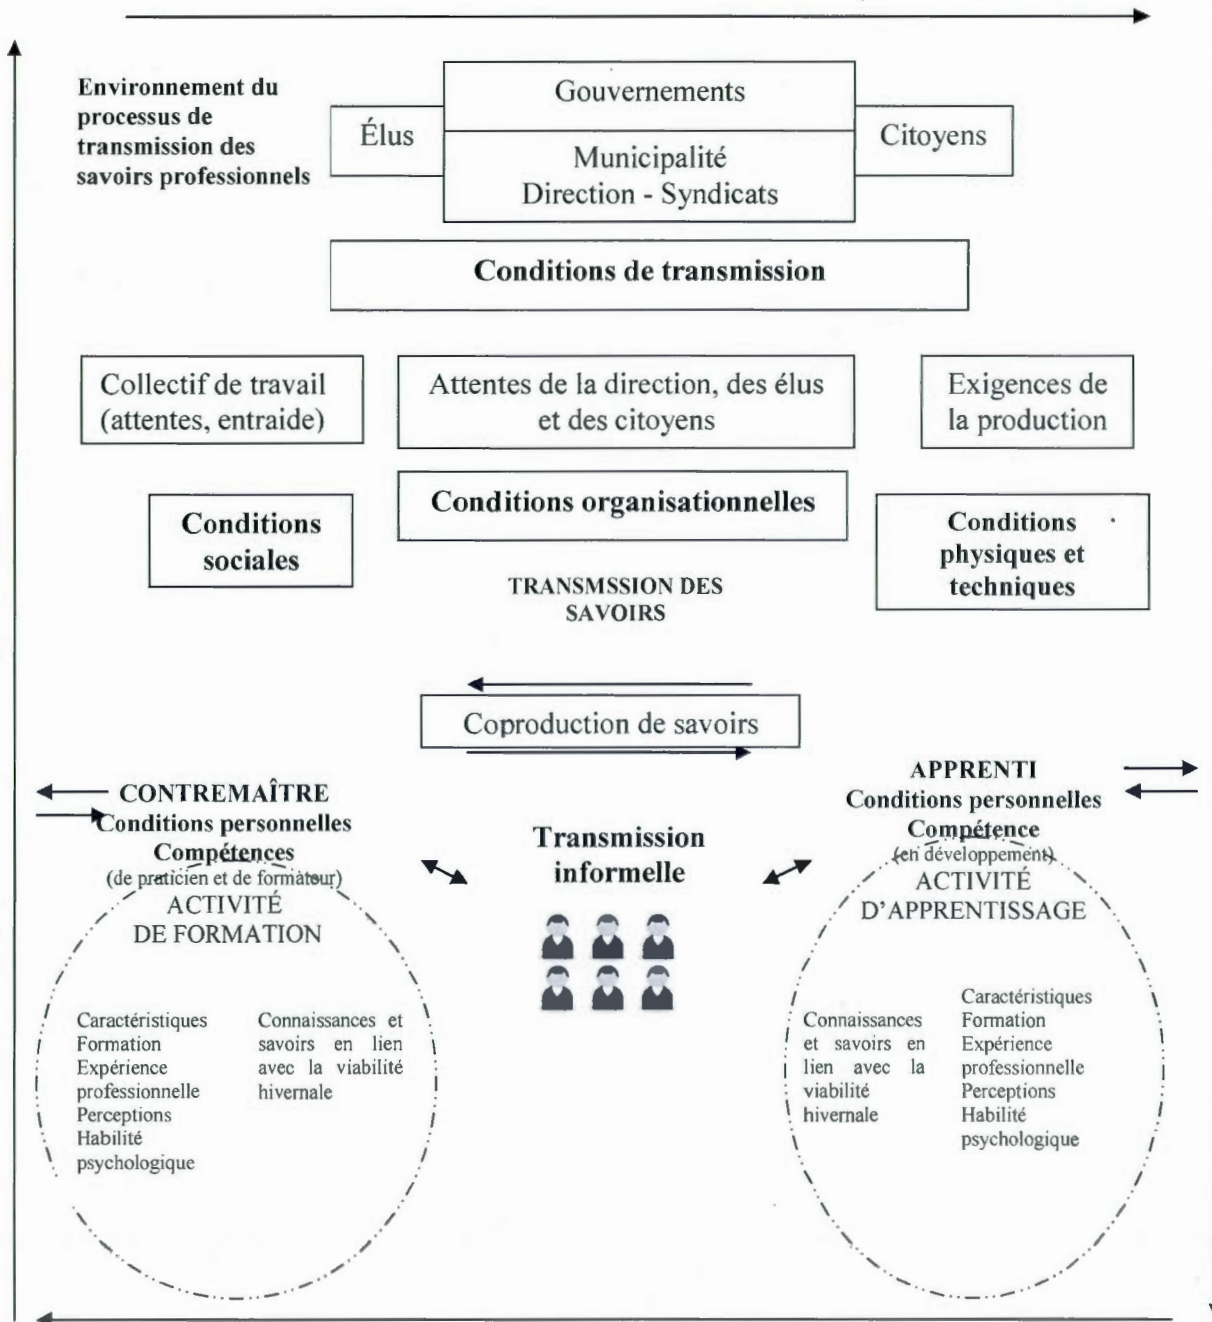 Environnement du
processus de
transmission des
savoirs professionnels
Élus
Gouvernements
Municipalité
Direction - Syndicats
Citoyens
Conditions de transmission
Collectif de travail
(attentes, entraide)
Attentes de la direction, des élus
et des citoyens
Exigences de
la production
Conditions
sociales
Conditions organisationnelles
Conditions
physiques et
techniques
TRANSMSSION DES
SAVOIRS
Coproduction de savoirs
CONTREMAÎTRE
Conditions personnelles
Compétences
(de praticien et de formateur)
ACTIVITÉ
DE FORMATION
Caractéristiques
Formation
Expérience
professionnelle
Perceptions
Habilité
psychologique
Connaissances et
savoirs en lien
avec la viabilité
hivernale
Transmission
informelle
APPRENTI
Conditions personnelles
Compétence
(en développement)
ACTIVITÉ
D'APPRENTISSAGE
Connaissances
et savoirs en
lien avec la
viabilité
hivernale
Caractéristiques
Formation
Expérience
professionnelle
Perceptions
Habilité
psychologique